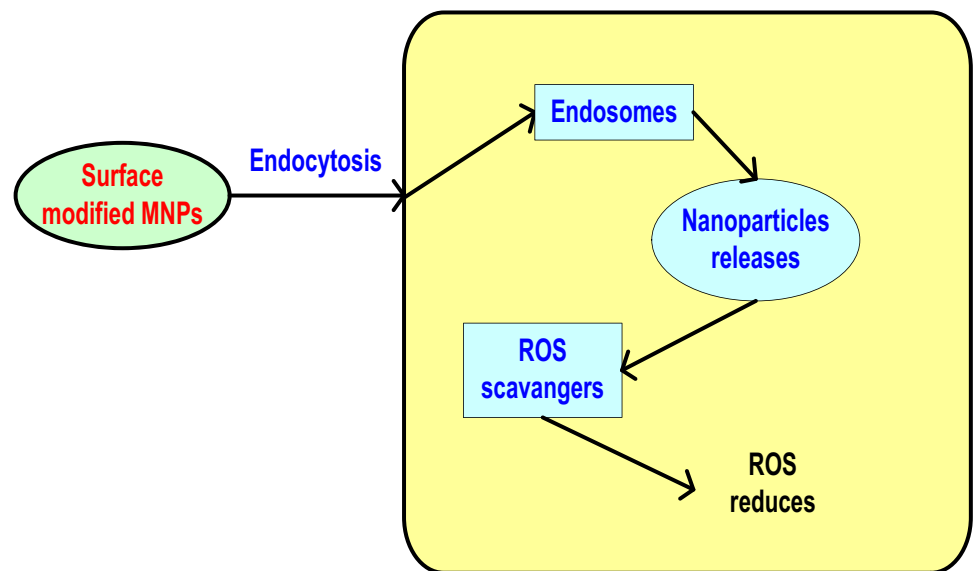 Surface
modified MNPs
Endocytosis
Endosomes
Nanoparticles
releases
ROS
scavangers
ROS
reduces